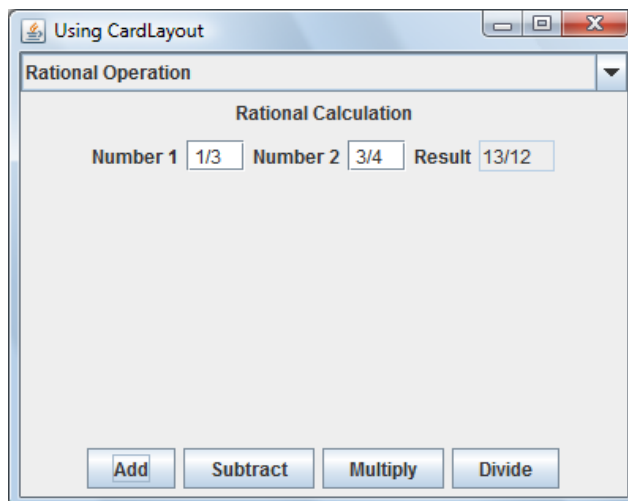 Using CardLayout
Rational Operation
Rational Calculation
Number 1 1/3 Number 2 3/4 Result 13/12
Add Subtract Multiply Divide